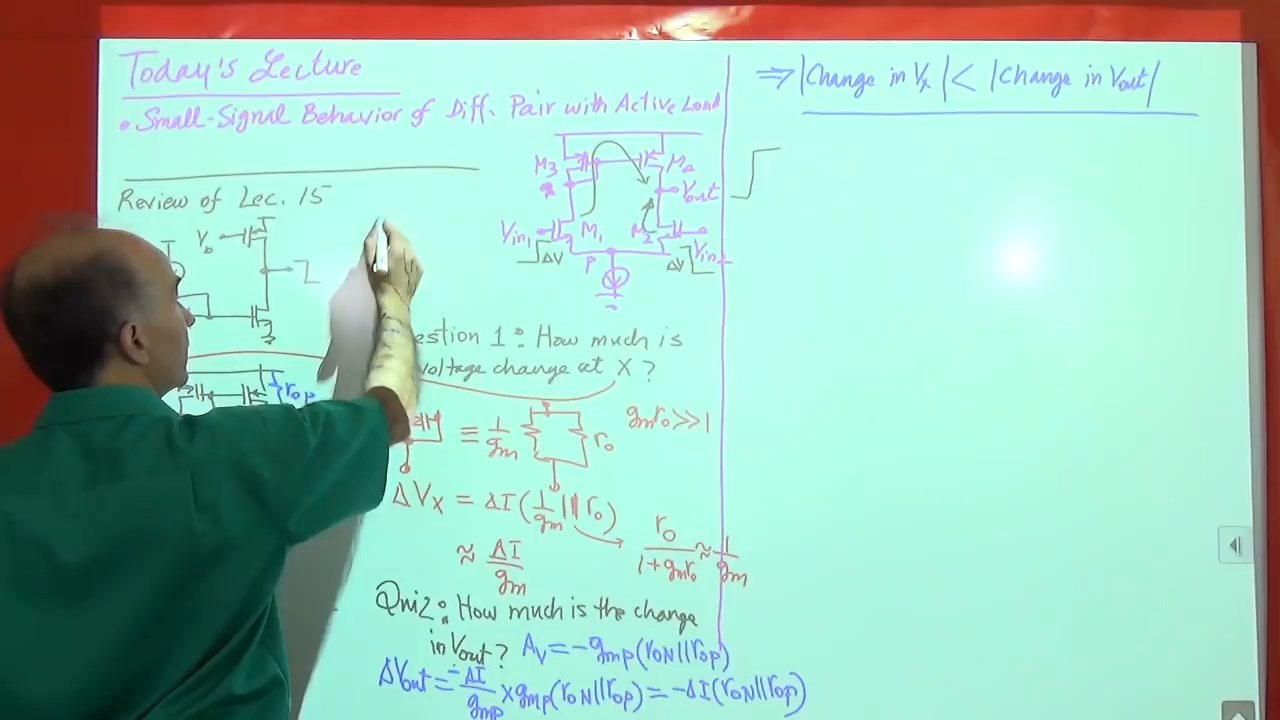 Today's Lecture
• Small-Signal Behavior of Diff. Pair with Active Load
Review of Lec. 15
V_b
M3
M4
X
Vout
Vin1
M1
M2
Vin2
ΔV
P
ΔV
estion 1: How much is
voltage change at X?
rop
≡ 1/gm
ro
gmro >> 1
ΔVx = ΔI (1/gm || ro)
≈ ΔI/gm
ro/(1+gmro) ≈ 1/gm
Quiz: How much is the change
in Vout? Av = -gmp(roN||rop)
ΔVout = -ΔI/gmp × gmp(roN||rop) = -ΔI(roN||rop)
⇒ |Change in Vx| < |Change in Vout|